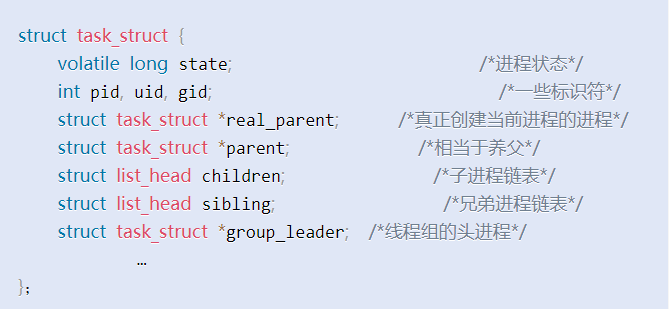 struct task_struct {
volatile long state; /*进程状态*/
int pid, uid, gid; /*一些标识符*/
struct task_struct *real_parent; /*真正创建当前进程的进程*/
struct task_struct *parent; /*相当于养父*/
struct list_head children; /*子进程链表*/
struct list_head sibling; /*兄弟进程链表*/
struct task_struct *group_leader; /*线程组的头进程*/
…
};